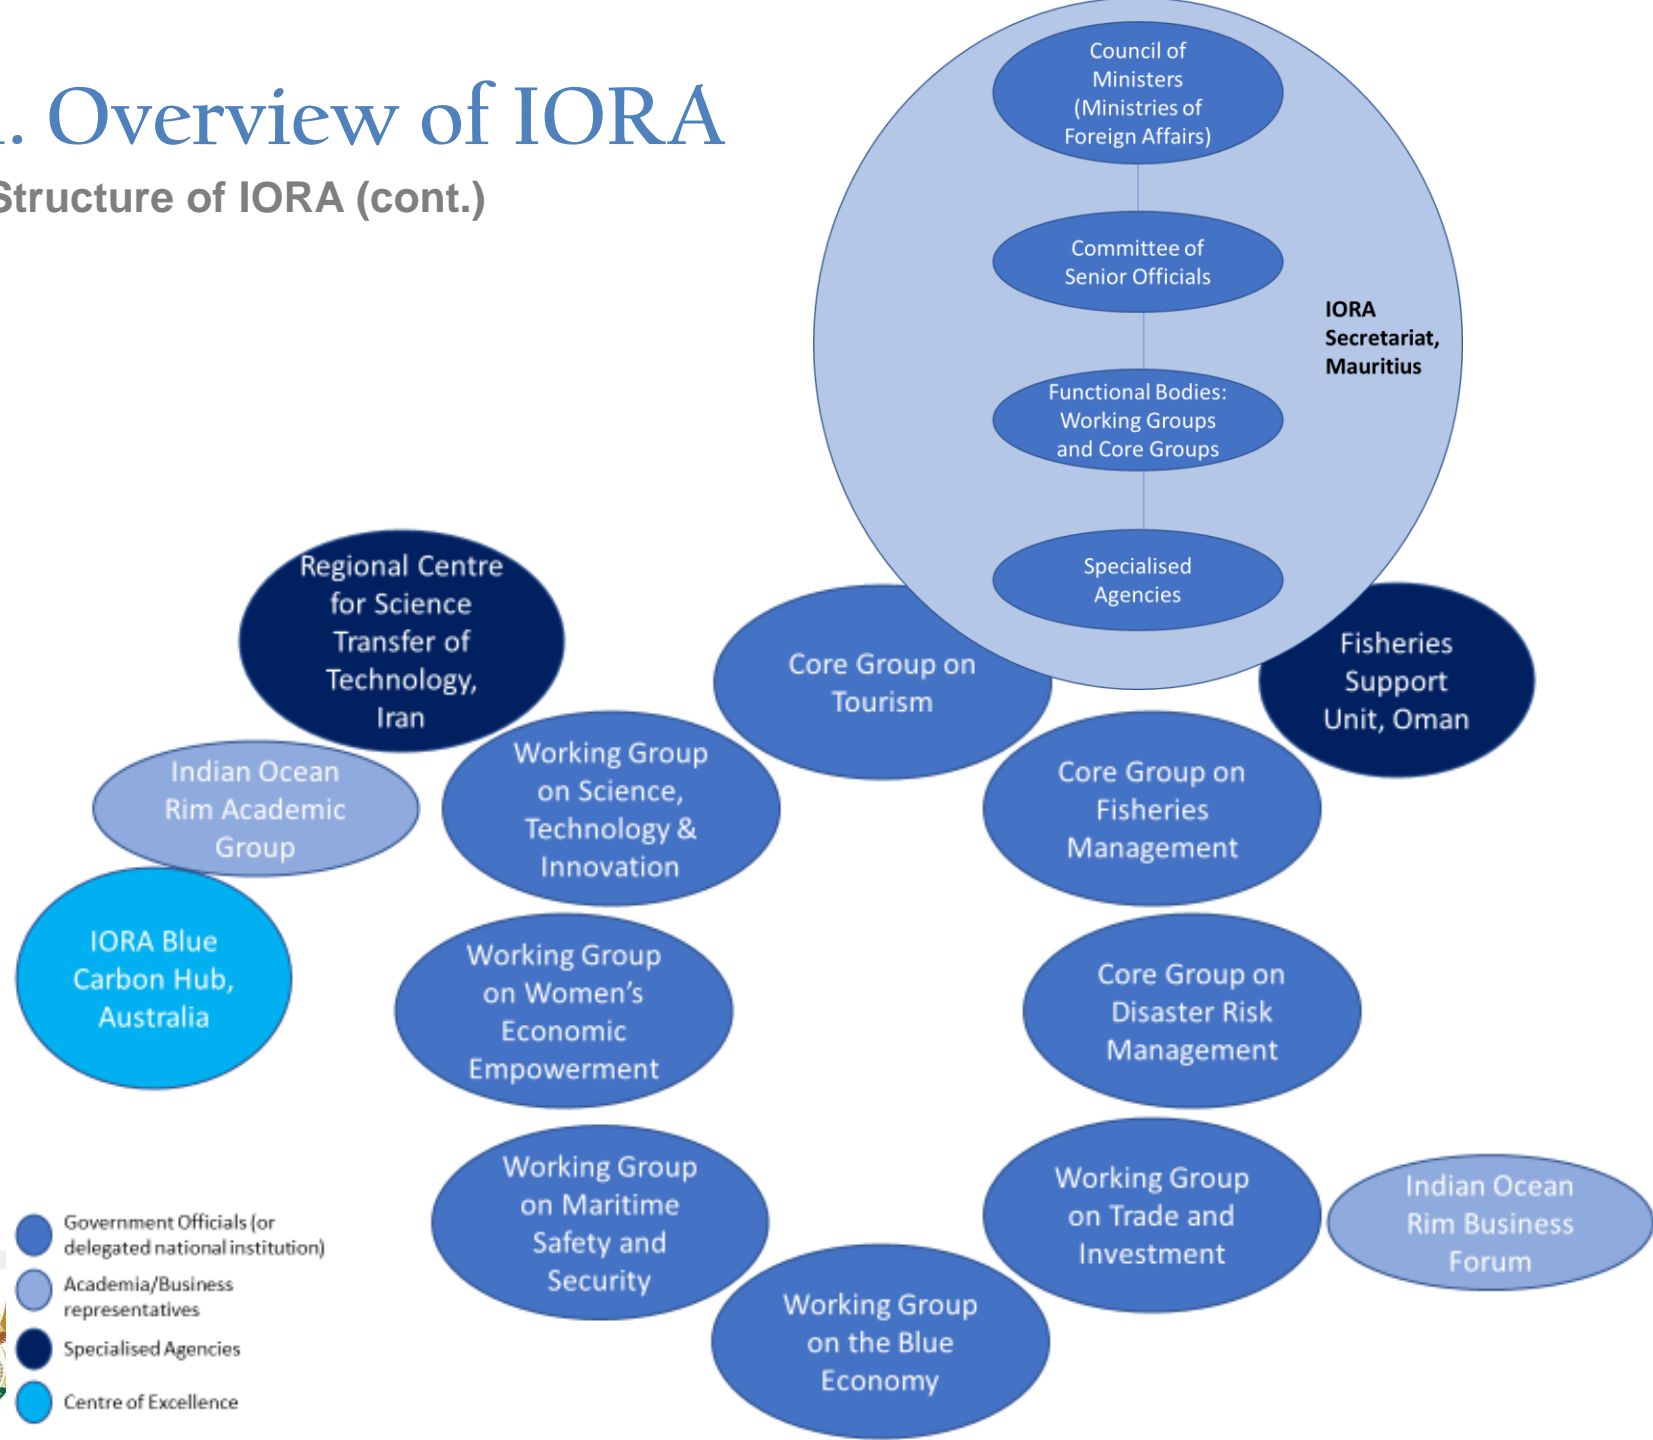 . Overview of IORA
Structure of IORA (cont.)
Council of
Ministers
(Ministries of
Foreign Affairs)
Committee of
Senior Officials
IORA
Secretariat,
Mauritius
Functional Bodies:
Working Groups
and Core Groups
Specialised
Agencies
Regional Centre
for Science
Transfer of
Technology,
Iran
Core Group on
Tourism
Fisheries
Support
Unit, Oman
Indian Ocean
Rim Academic
Group
Working Group
on Science,
Technology &
Innovation
Core Group on
Fisheries
Management
IORA Blue
Carbon Hub,
Australia
Working Group
on Women’s
Economic
Empowerment
Core Group on
Disaster Risk
Management
Working Group
on Maritime
Safety and
Security
Working Group
on Trade and
Investment
Indian Ocean
Rim Business
Forum
Working Group
on the Blue
Economy
Government Officials (or
delegated national institution)
Academia/Business
representatives
Specialised Agencies
Centre of Excellence